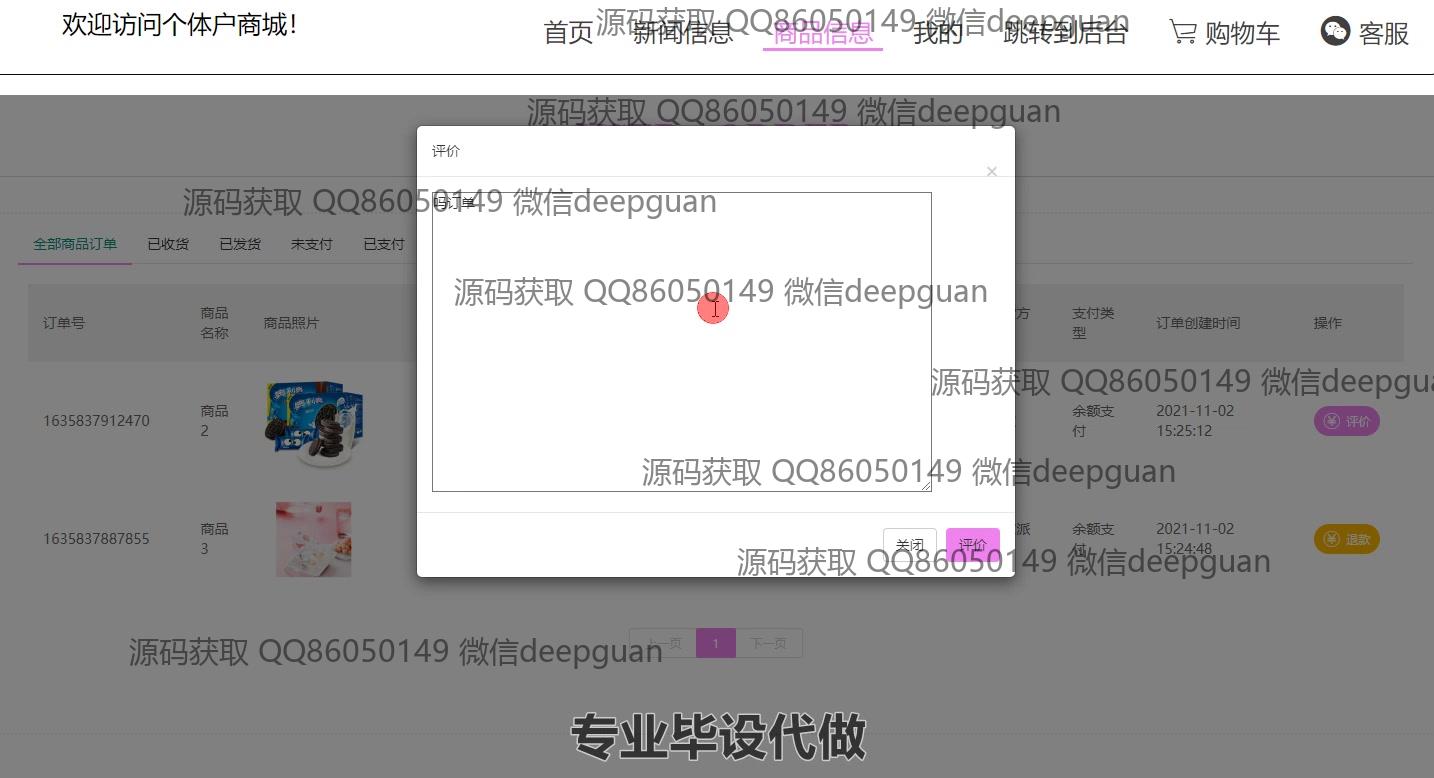 欢迎访问个体户商城！
首页 新闻信息 商品信息 我的 跳转到后台 购物车 客服
源码获取 QQ86050149 微信deepguan
源码获取 QQ86050149 微信deepguan
评价
×
源码获取 QQ86050149 微信deepguan
吗订单
全部商品订单 已收货 已发货 未支付 已支付
源码获取 QQ86050149 微信deepguan
订单号 商品名称 商品照片 方 支付类型 订单创建时间 操作
源码获取 QQ86050149 微信deepgua
1635837912470 商品2 余额支付 2021-11-02 15:25:12 评价
奥利奥
源码获取 QQ86050149 微信deepguan
1635837887855 商品3 派 余额支付 2021-11-02 15:24:48 退款
关闭 评价
源码获取 QQ86050149 微信deepguan
上一页 1 下一页
源码获取 QQ86050149 微信deepguan
专业毕设代做